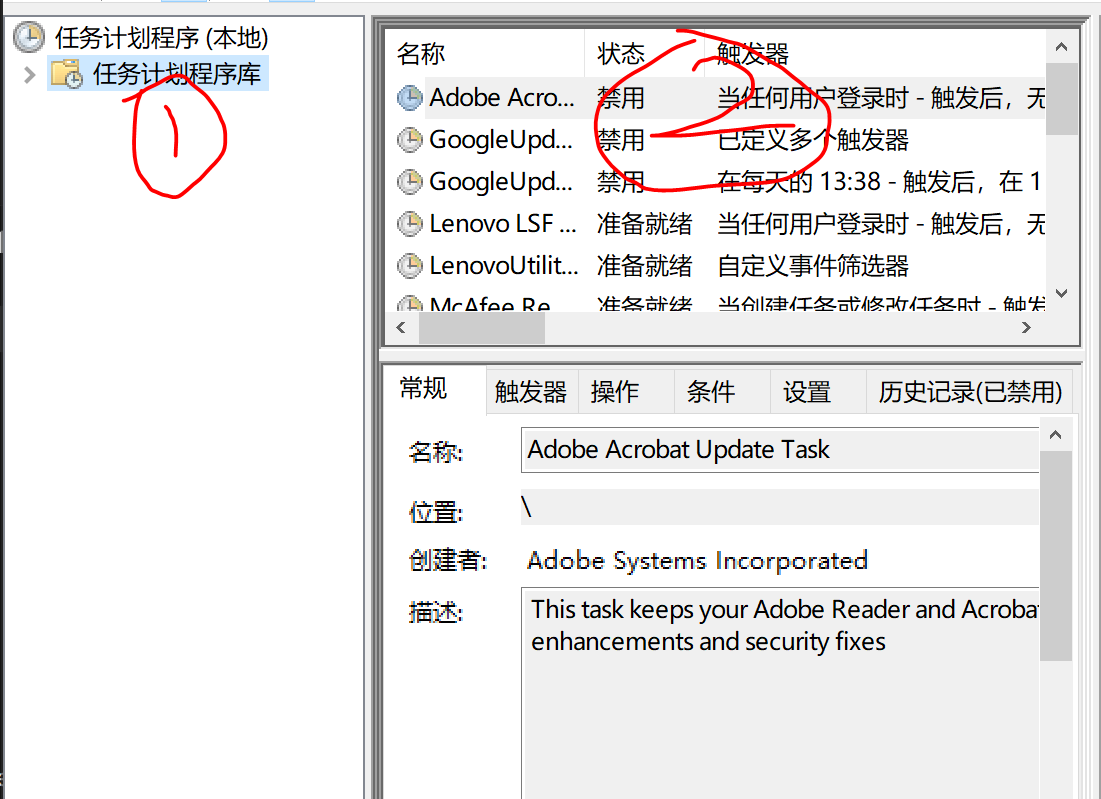 任务计划程序 (本地)
任务计划程序库
1
名称 状态 触发器
2
Adobe Acro... 禁用 当任何用户登录时 - 触发后，无
GoogleUpd... 禁用 已定义多个触发器
GoogleUpd... 禁用 在每天的 13:38 - 触发后，在 1
Lenovo LSF ... 准备就绪 当任何用户登录时 - 触发后，无
LenovoUtilit... 准备就绪 自定义事件筛选器
McAfee Re 准备就绪 当创建任务或修改任务时 - 触发
常规 触发器 操作 条件 设置 历史记录(已禁用)
名称: Adobe Acrobat Update Task
位置: \
创建者: Adobe Systems Incorporated
描述: This task keeps your Adobe Reader and Acrobat
enhancements and security fixes